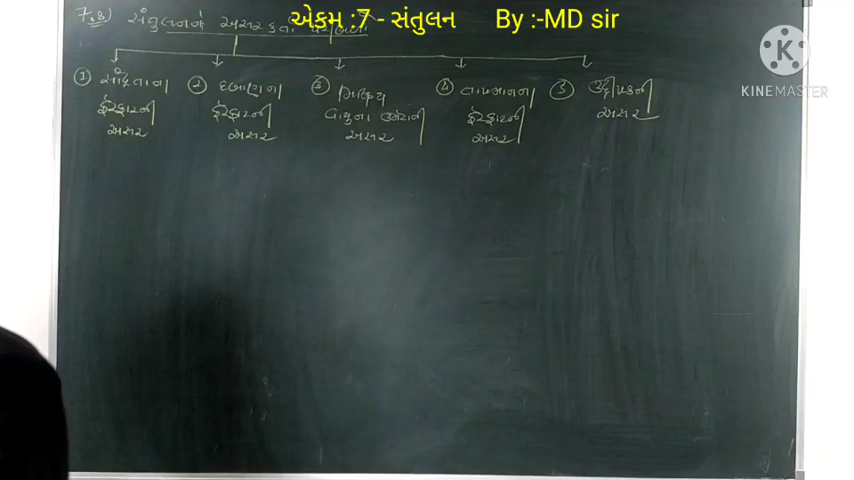 એકમ :7 - સંતુલન By :-MD sir
7.8) સંતુલનને અસર કરતાં પરિબળો
KINEMASTER
① સાંદ્રતાના ફેરફારની અસર
② દબાણના ફેરફારની અસર
③ નિષ્ક્રિય વાયુના ઉમેરાની અસર
④ તાપમાનના ફેરફારની અસર
⑤ ઉદ્દીપકની અસર